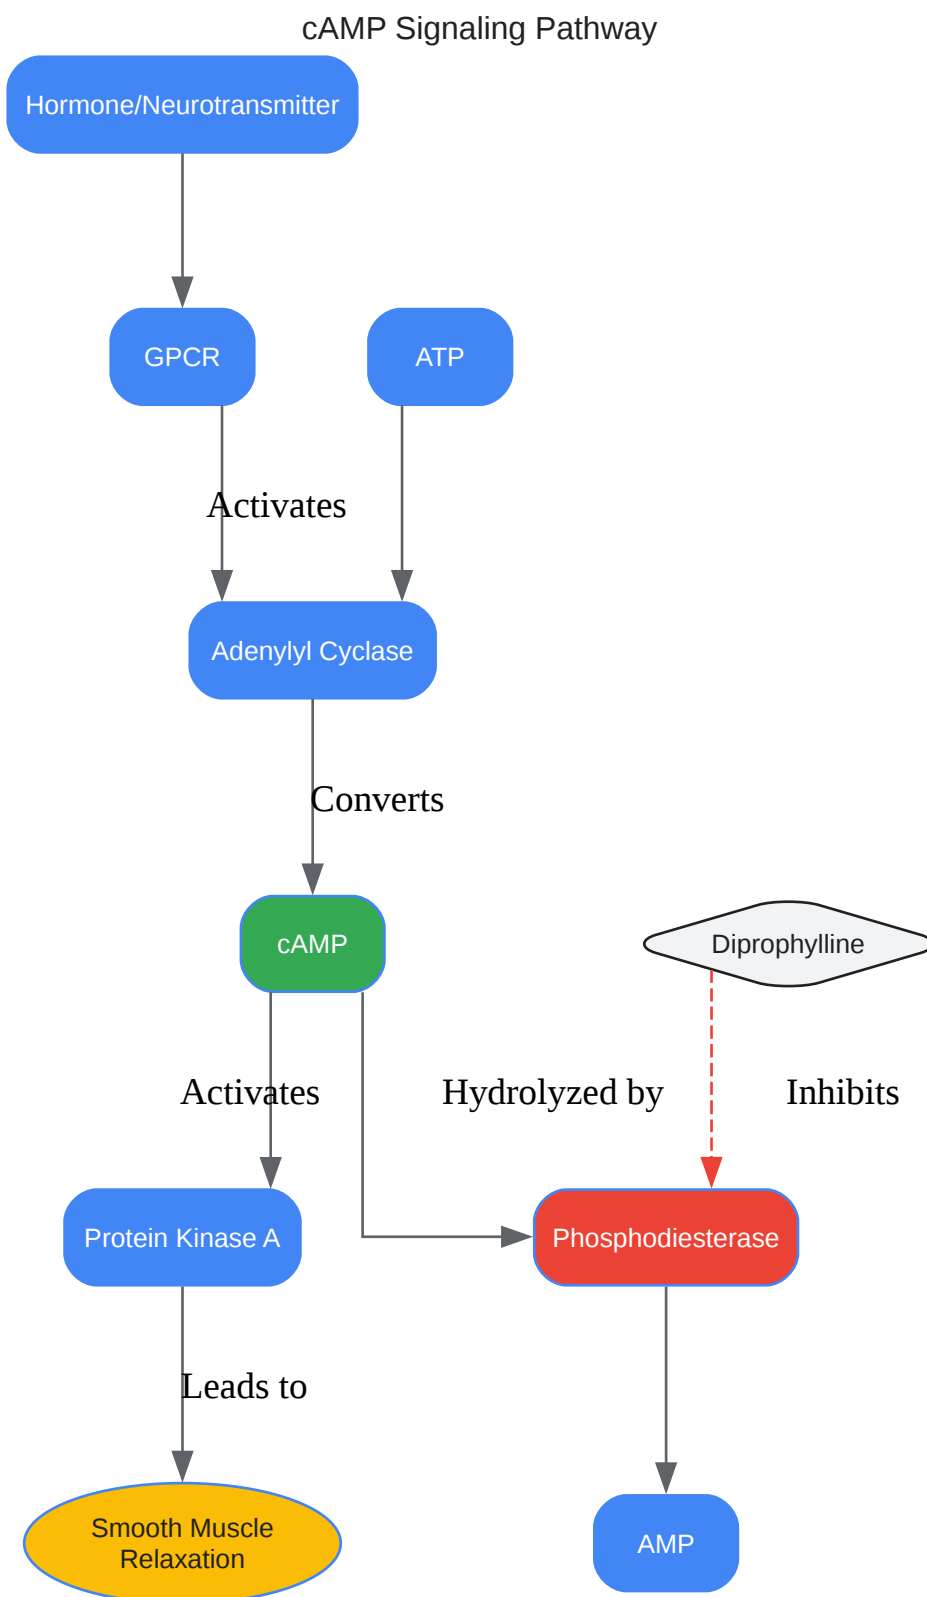 cAMP Signaling Pathway
Hormone/Neurotransmitter
GPCR
ATP
Activates
Adenylyl Cyclase
Converts
cAMP
Diprophylline
Activates
Hydrolyzed by
Inhibits
Protein Kinase A
Phosphodiesterase
Leads to
Smooth Muscle
Relaxation
AMP